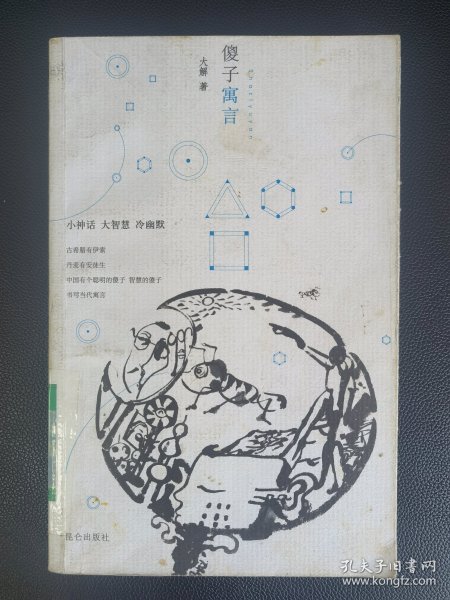 傻子寓言
Shaziyuyan
大解 著
小神话 大智慧 冷幽默
古希腊有伊索
丹麦有安徒生
中国有个聪明的傻子 智慧的傻子
书写当代寓言
昆仑出版社
孔夫子旧书网
www.kongfz.com